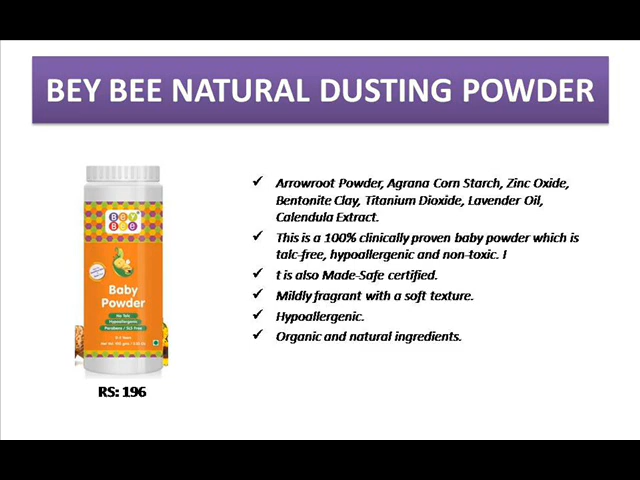 BEY BEE NATURAL DUSTING POWDER
Arrowroot Powder, Agrana Corn Starch, Zinc Oxide,
Bentonite Clay, Titanium Dioxide, Lavender Oil,
Calendula Extract.
This is a 100% clinically proven baby powder which is
talc-free, hypoallergenic and non-toxic. I
t is also Made-Safe certified.
Mildly fragrant with a soft texture.
Hypoallergenic.
Organic and natural ingredients.
BEY
BEE
Baby
Powder
No Talc
Hypoallergenic
Parabens / SLS Free
RS: 196